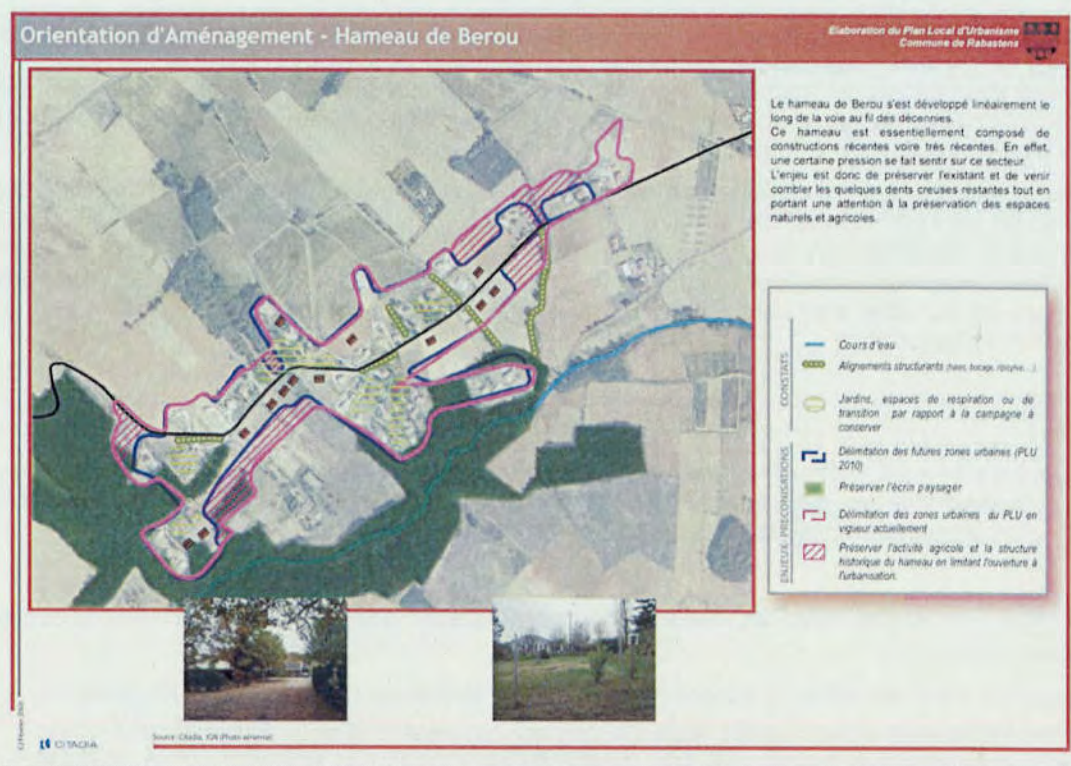 Orientation d'Aménagement - Hameau de Berou
Elaboration du Plan Local d'Urbanisme
Commune de Rabastens
Le hameau de Berou s'est développé linéairement le
long de la voie au fil des décennies.
Ce hameau est essentiellement composé de
constructions récentes voire très récentes. En effet,
une certaine pression se fait sentir sur ce secteur.
L'enjeu est donc de préserver l'existant et de venir
combler les quelques dents creuses restantes tout en
portant une attention à la préservation des espaces
naturels et agricoles.
CONSTATS
Cours d'eau
Alignements structurants (haies, bocage, ripisylve...)
Jardins, espaces de respiration ou de
transition par rapport à la campagne à
conserver
ENJEUX- PRECONISATIONS
Délimitation des futures zones urbaines (PLU
2010)
Préserver l'écrin paysager
Délimitation des zones urbaines du PLU en
vigueur actuellement
Préserver l'activité agricole et la structure
historique du hameau en limitant l'ouverture à
l'urbanisation.
CITADIA
Source: Citadia, IGN (Photo aérienne)